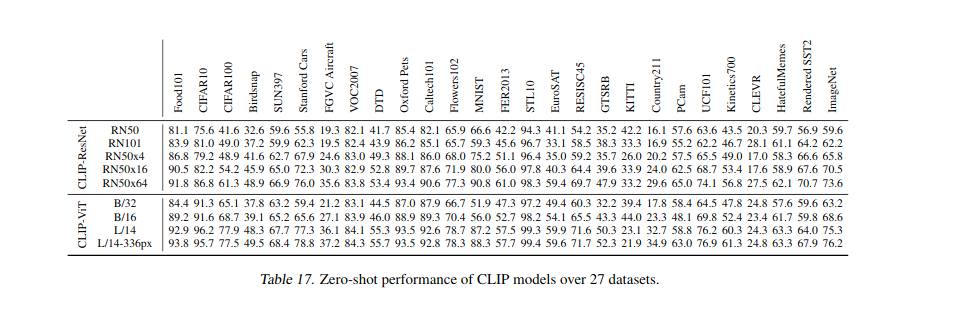 Food101 CIFAR10 CIFAR100 Birdsnap SUN397 Stanford Cars FGVC Aircraft VOC2007 DTD Oxford Pets Caltech101 Flowers102 MNIST FER2013 STL10 EuroSAT RESISC45 GTSRB KITTI Country211 PCam UCF101 Kinetics700 CLEVR HatefulMemes Rendered SST2 ImageNet
CLIP-ResNet
RN50 81.1 75.6 41.6 32.6 59.6 55.8 19.3 82.1 41.7 85.4 82.1 65.9 66.6 42.2 94.3 41.1 54.2 35.2 42.2 16.1 57.6 63.6 43.5 20.3 59.7 56.9 59.6
RN101 83.9 81.0 49.0 37.2 59.9 62.3 19.5 82.4 43.9 86.2 85.1 65.7 59.3 45.6 96.7 33.1 58.5 38.3 33.3 16.9 55.2 62.2 46.7 28.1 61.1 64.2 62.2
RN50x4 86.8 79.2 48.9 41.6 62.7 67.9 24.6 83.0 49.3 88.1 86.0 68.0 75.2 51.1 96.4 35.0 59.2 35.7 26.0 20.2 57.5 65.5 49.0 17.0 58.3 66.6 65.8
RN50x16 90.5 82.2 54.2 45.9 65.0 72.3 30.3 82.9 52.8 89.7 87.6 71.9 80.0 56.0 97.8 40.3 64.4 39.6 33.9 24.0 62.5 68.7 53.4 17.6 58.9 67.6 70.5
RN50x64 91.8 86.8 61.3 48.9 66.9 76.0 35.6 83.8 53.4 93.4 90.6 77.3 90.8 61.0 98.3 59.4 69.7 47.9 33.2 29.6 65.0 74.1 56.8 27.5 62.1 70.7 73.6
CLIP-ViT
B/32 84.4 91.3 65.1 37.8 63.2 59.4 21.2 83.1 44.5 87.0 87.9 66.7 51.9 47.3 97.2 49.4 60.3 32.2 39.4 17.8 58.4 64.5 47.8 24.8 57.6 59.6 63.2
B/16 89.2 91.6 68.7 39.1 65.2 65.6 27.1 83.9 46.0 88.9 89.3 70.4 56.0 52.7 98.2 54.1 65.5 43.3 44.0 23.3 48.1 69.8 52.4 23.4 61.7 59.8 68.6
L/14 92.9 96.2 77.9 48.3 67.7 77.3 36.1 84.1 55.3 93.5 92.6 78.7 87.2 57.5 99.3 59.9 71.6 50.3 23.1 32.7 58.8 76.2 60.3 24.3 63.3 64.0 75.3
L/14-336px 93.8 95.7 77.5 49.5 68.4 78.8 37.2 84.3 55.7 93.5 92.8 78.3 88.3 57.7 99.4 59.6 71.7 52.3 21.9 34.9 63.0 76.9 61.3 24.8 63.3 67.9 76.2
Table 17. Zero-shot performance of CLIP models over 27 datasets.